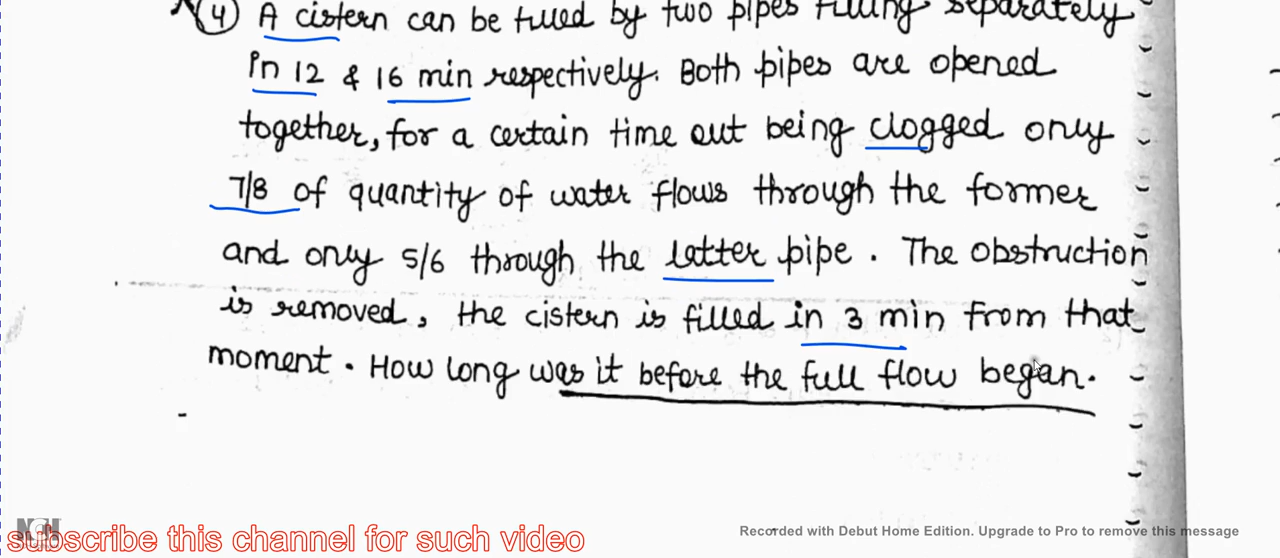 (4) A cistern can be filled by two pipes filling separately
in 12 & 16 min respectively. Both pipes are opened
together, for a certain time out being clogged only
7/8 of quantity of water flows through the former
and only 5/6 through the latter pipe. The obstruction
is removed, the cistern is filled in 3 min from that
moment. How long was it before the full flow began.
subscribe this channel for such video
Recorded with Debut Home Edition. Upgrade to Pro to remove this message